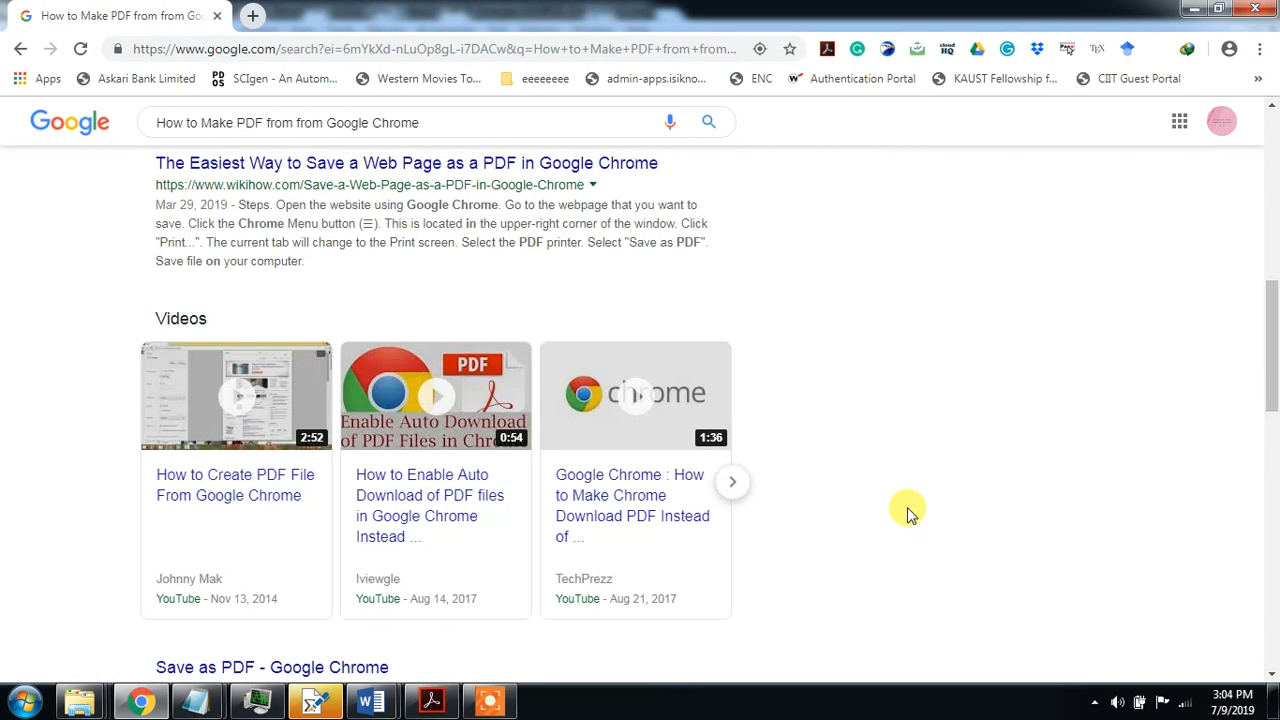 How to Make PDF from from Goo
https://www.google.com/search?ei=6mYkXd-nLuOp8gL-i7DACw&q=How+to+Make+PDF+from+from...
Apps
Askari Bank Limited
SCIgen - An Autom...
Western Movies To...
eeeeeee
admin-apps.isikno...
ENC
Authentication Portal
KAUST Fellowship f...
CIIT Guest Portal
»
Google
How to Make PDF from from Google Chrome
The Easiest Way to Save a Web Page as a PDF in Google Chrome
https://www.wikihow.com/Save-a-Web-Page-as-a-PDF-in-Google-Chrome
Mar 29, 2019 - Steps. Open the website using Google Chrome. Go to the webpage that you want to
save. Click the Chrome Menu button (☰). This is located in the upper-right corner of the window. Click
"Print...". The current tab will change to the Print screen. Select the PDF printer. Select "Save as PDF".
Save file on your computer.
Videos
2:52
PDF
Enable Auto Download
of PDF Files in Chro
0:54
chrome
1:36
How to Create PDF File
From Google Chrome
Johnny Mak
YouTube - Nov 13, 2014
How to Enable Auto
Download of PDF files
in Google Chrome
Instead ...
Iviewgle
YouTube - Aug 14, 2017
Google Chrome : How
to Make Chrome
Download PDF Instead
of ...
TechPrezz
YouTube - Aug 21, 2017
Save as PDF - Google Chrome
3:04 PM
7/9/2019